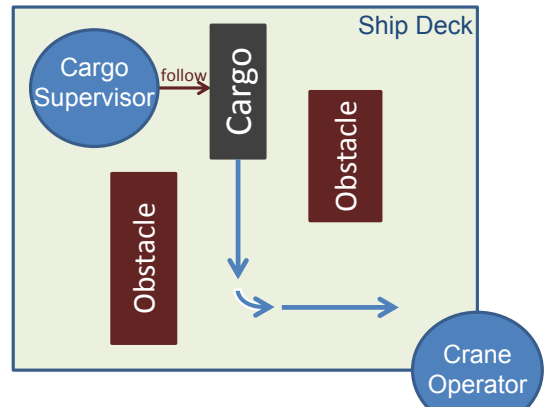 Ship Deck
Cargo
Supervisor
follow
Cargo
Obstacle
Obstacle
Crane
Operator